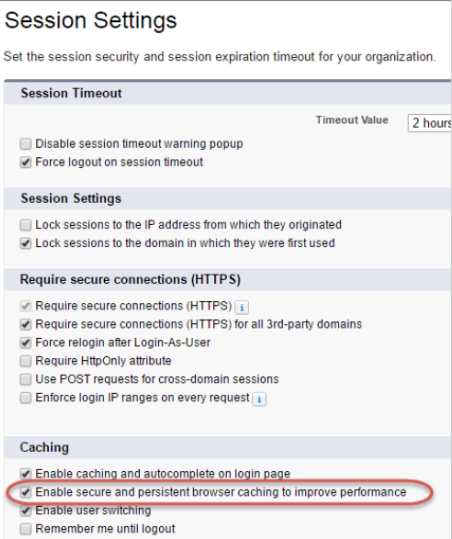 Session Settings
Set the session security and session expiration timeout for your organization.
Session Timeout
Timeout Value 2 hours
Disable session timeout warning popup
Force logout on session timeout
Session Settings
Lock sessions to the IP address from which they originated
Lock sessions to the domain in which they were first used
Require secure connections (HTTPS)
Require secure connections (HTTPS) i
Require secure connections (HTTPS) for all 3rd-party domains
Force relogin after Login-As-User
Require HttpOnly attribute
Use POST requests for cross-domain sessions
Enforce login IP ranges on every request i
Caching
Enable caching and autocomplete on login page
Enable secure and persistent browser caching to improve performance
Enable user switching
Remember me until logout